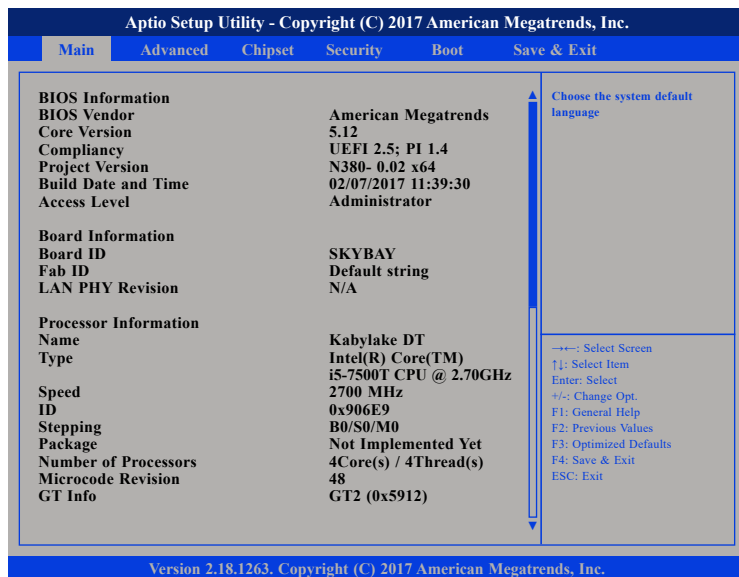 Aptio Setup Utility - Copyright (C) 2017 American Megatrends, Inc.
Main Advanced Chipset Security Boot Save & Exit
BIOS Information
BIOS Vendor American Megatrends
Core Version 5.12
Compliancy UEFI 2.5; PI 1.4
Project Version N380- 0.02 x64
Build Date and Time 02/07/2017 11:39:30
Access Level Administrator
Board Information
Board ID SKYBAY
Fab ID Default string
LAN PHY Revision N/A
Processor Information
Name Kabylake DT
Type Intel(R) Core(TM)
i5-7500T CPU @ 2.70GHz
Speed 2700 MHz
ID 0x906E9
Stepping B0/S0/M0
Package Not Implemented Yet
Number of Processors 4Core(s) / 4Thread(s)
Microcode Revision 48
GT Info GT2 (0x5912)
Choose the system default
language
→←: Select Screen
↑↓: Select Item
Enter: Select
+/-: Change Opt.
F1: General Help
F2: Previous Values
F3: Optimized Defaults
F4: Save & Exit
ESC: Exit
Version 2.18.1263. Copyright (C) 2017 American Megatrends, Inc.